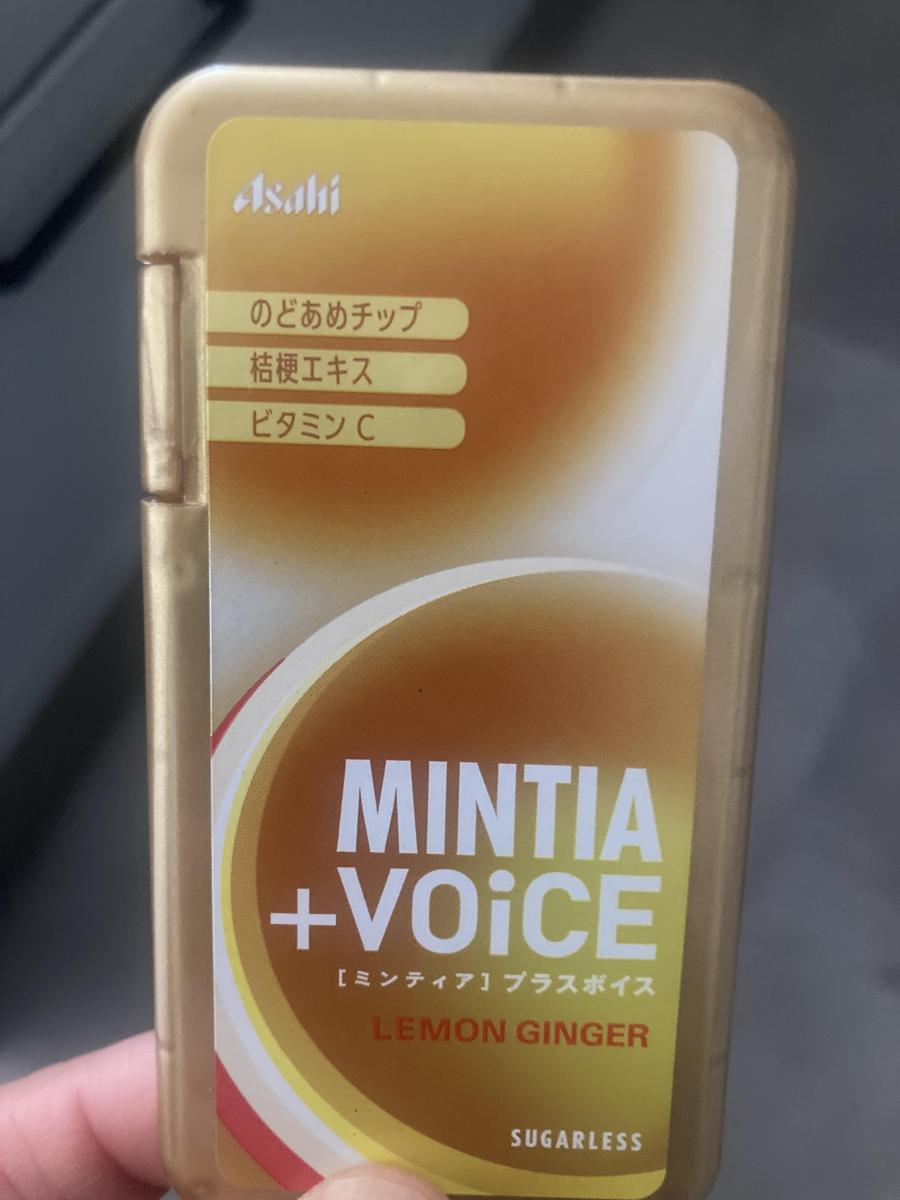 Asahi
のどあめチップ
桔梗エキス
ビタミンC
MINTIA
+VOiCE
[ミンティア] プラスボイス
LEMON GINGER
SUGARLESS